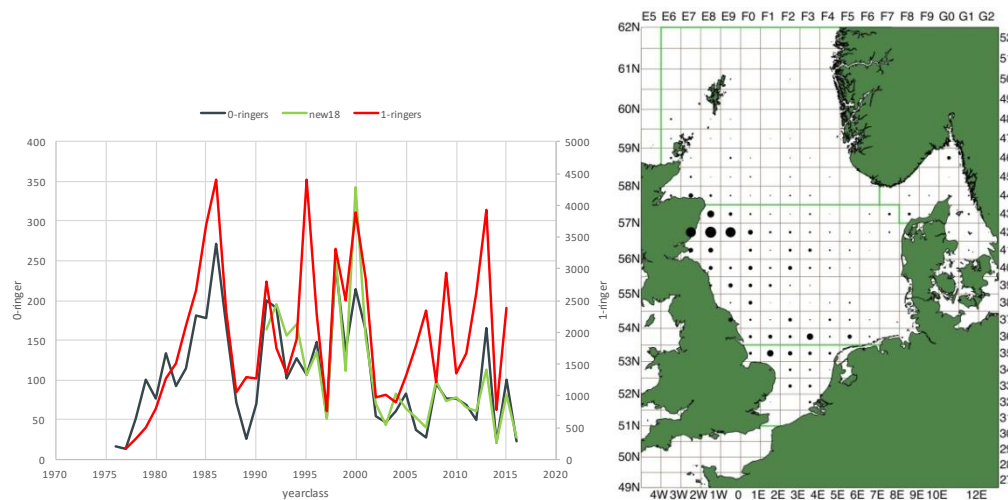 0-ringers new18 1-ringers
400 5000
4500
350
4000
300
3500
250
3000
200
2500
2000
150
1500
100
1000
50
500
0 0
0-ringer
1-ringer
1970 1975 1980 1985 1990 1995 2000 2005 2010 2015 2020
yearclass
E5 E6 E7 E8 E9 F0 F1 F2 F3 F4 F5 F6 F7 F8 F9 G0 G1 G2
62N
61N
60N
59N
58N
57N
56N
55N
54N
53N
52N
51N
50N
49N
4W 3W 2W 1W 0 1E 2E 3E 4E 5E 6E 7E 8E 9E 10E 12E